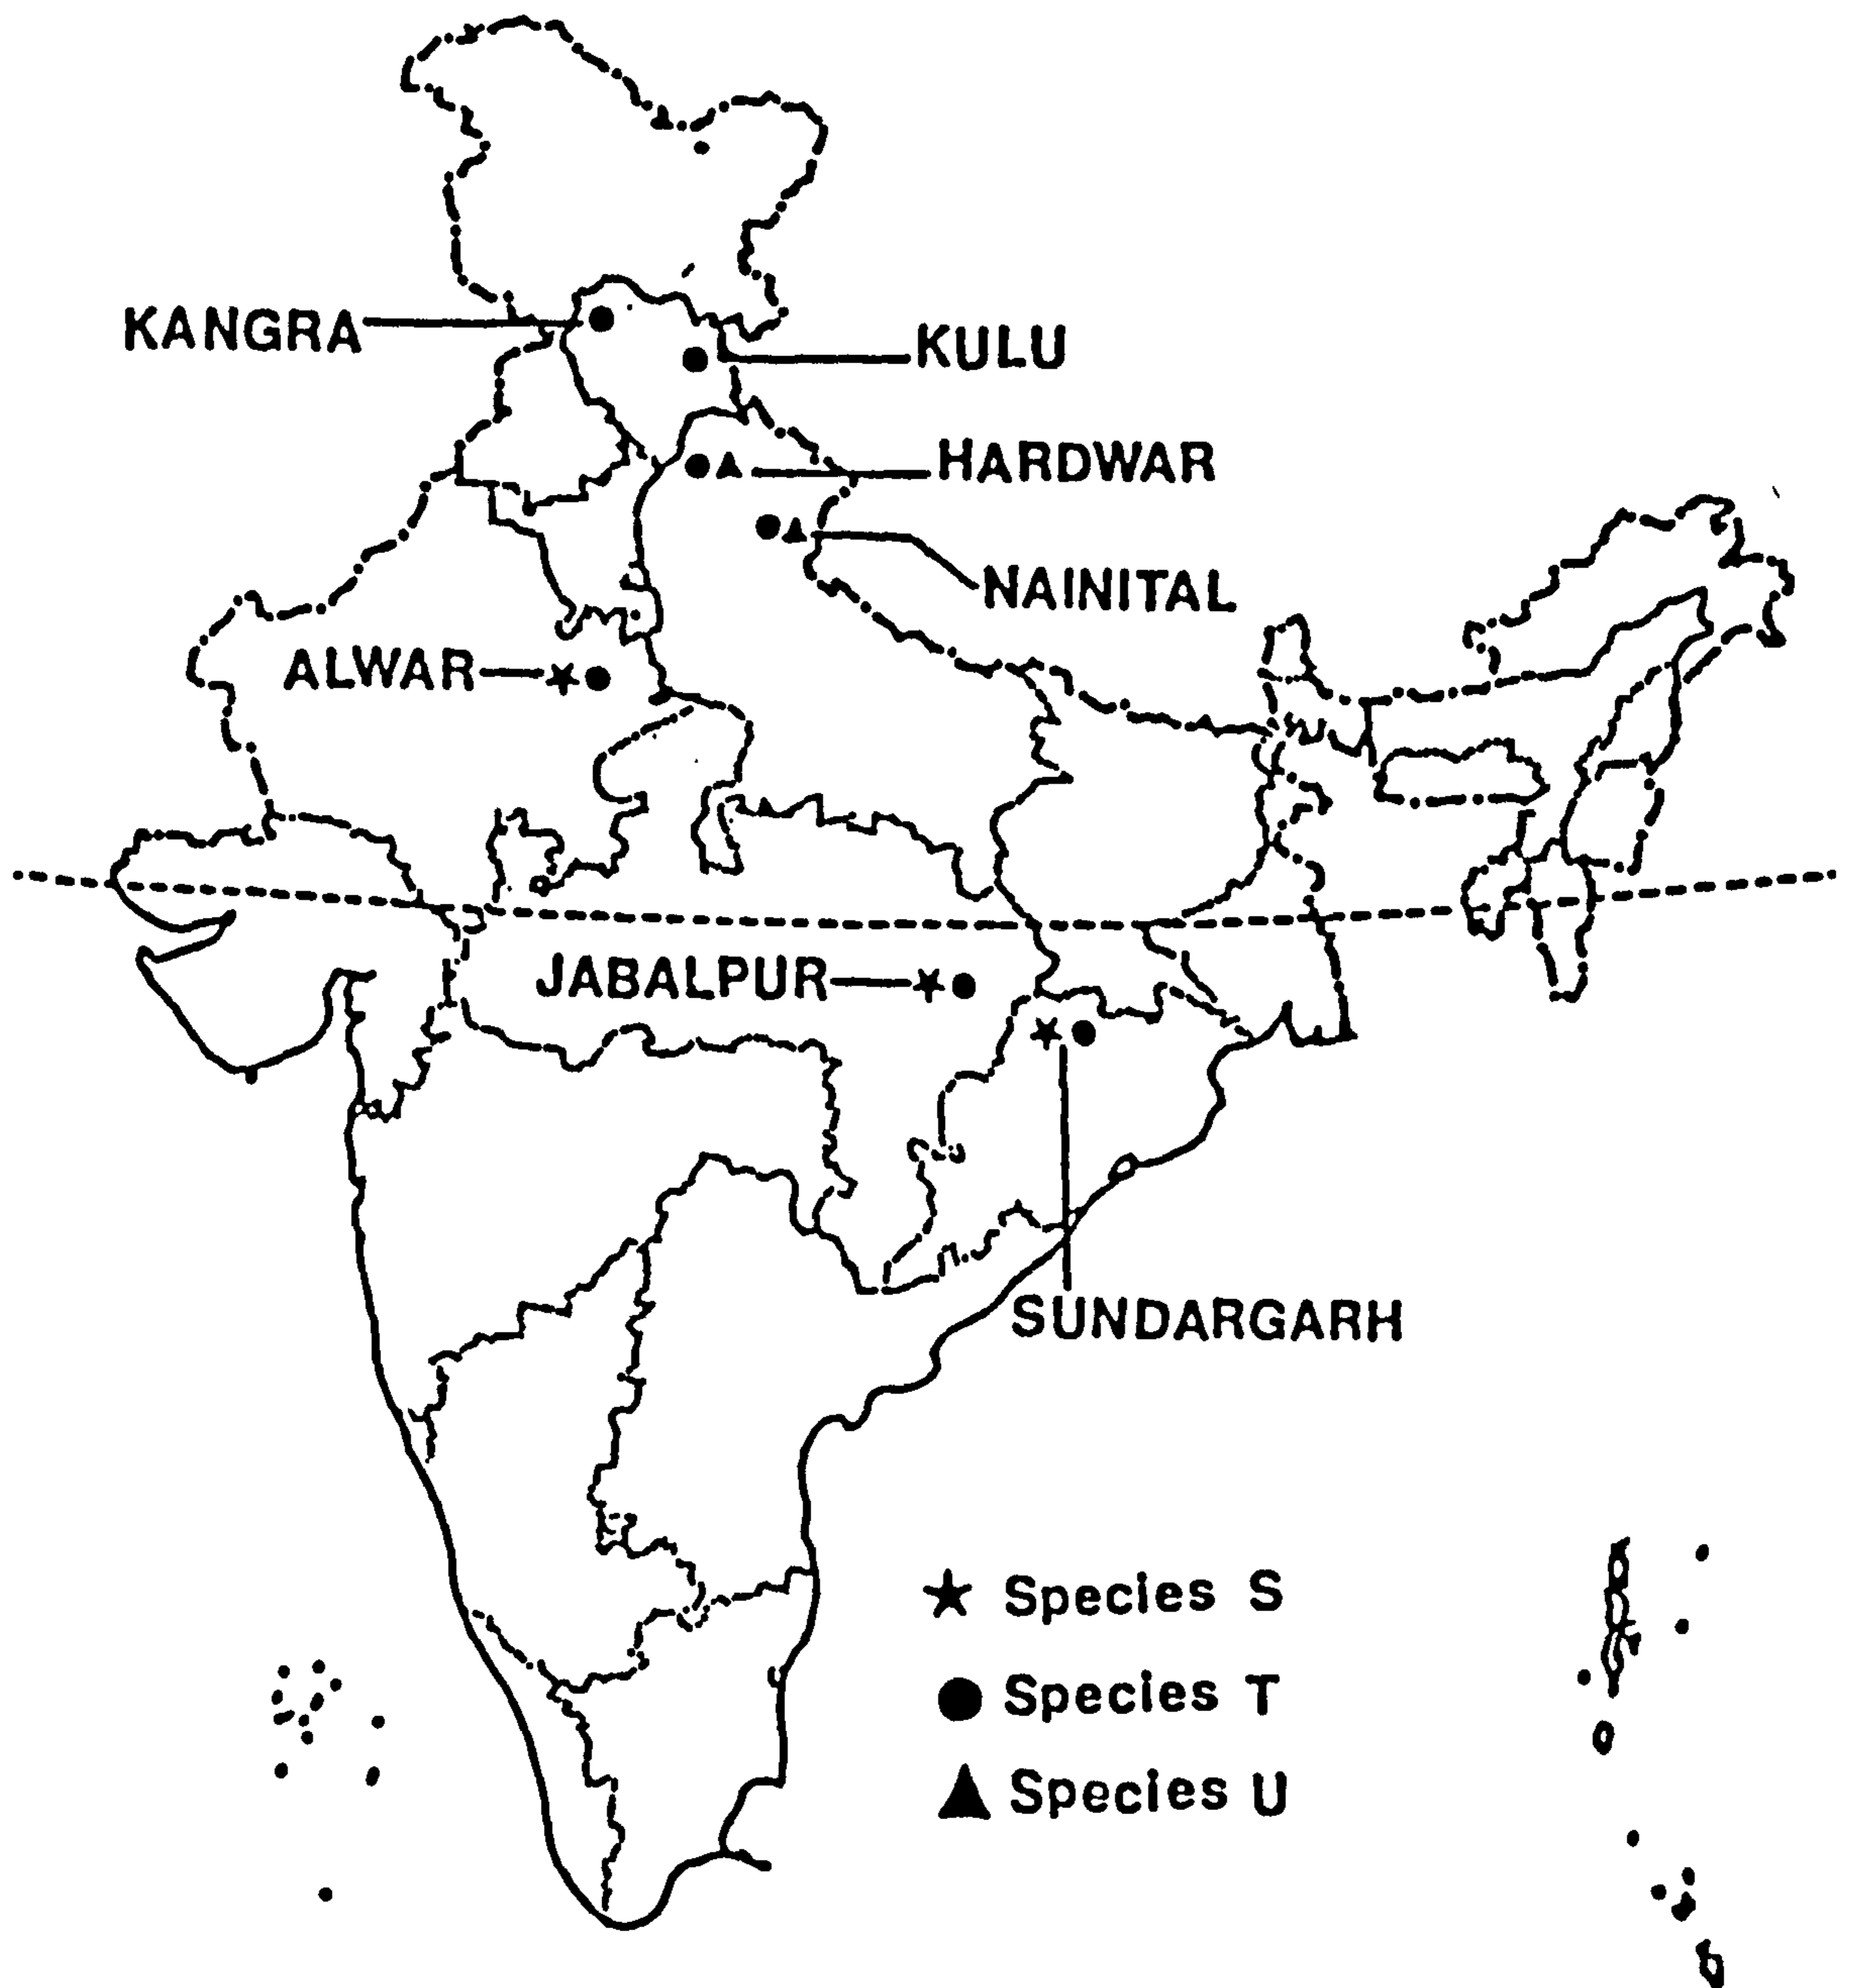 KANGRA
KULU
HARDWAR
NAINITAL
ALWAR
JABALPUR
SUNDARGARH
Species S
Species T
Species U